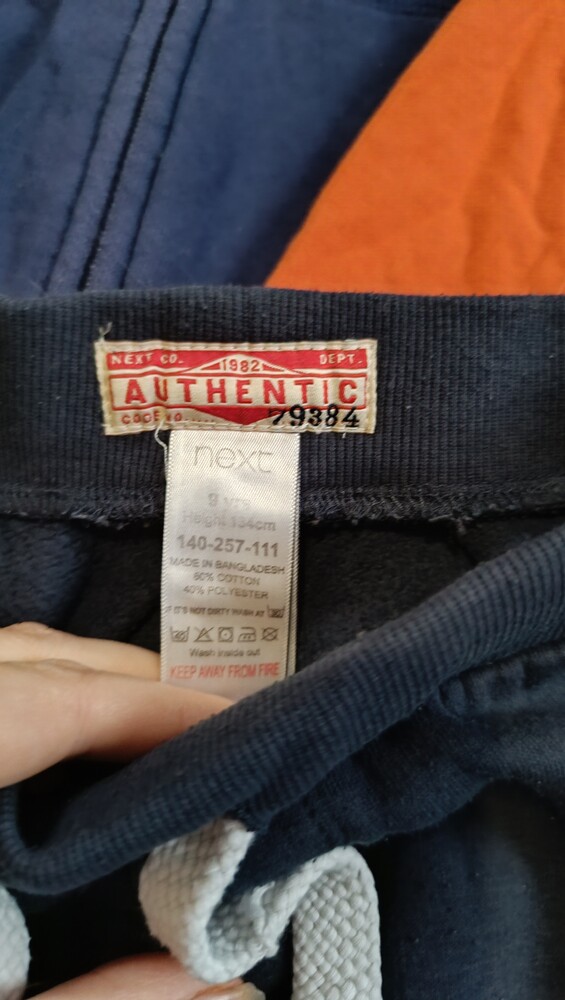 NEXT CO. 1982 DEPT.
AUTHENTIC
CODE NO..... 79384
next
9 yrs
Height 134cm
140-257-111
MADE IN BANGLADESH
60% COTTON
40% POLYESTER
IF IT'S NOT DIRTY WASH AT
Wash inside out
KEEP AWAY FROM FIRE